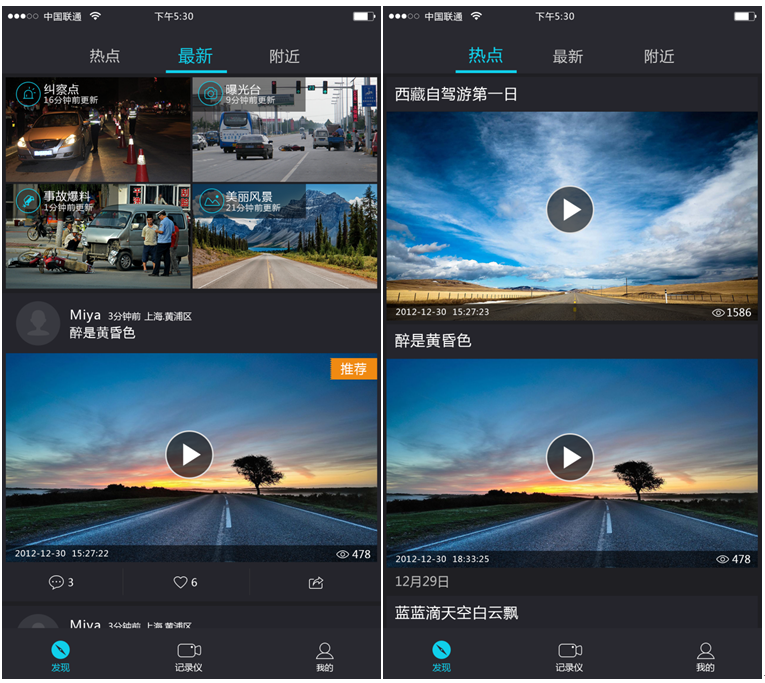 中国联通
下午5:30
热点
最新
附近
纠察点
16分钟前更新
曝光台
9分钟前更新
事故爆料
1分钟前更新
美丽风景
21分钟前更新
Miya 3分钟前 上海.黄浦区
醉是黄昏色
推荐
2012-12-30 15:27:22
478
3
6
Miya 3分钟前 上海.黄浦区
发现
记录仪
我的
中国联通
下午5:30
热点
最新
附近
西藏自驾游第一日
2012-12-30 15:27:23
1586
醉是黄昏色
2012-12-30 18:33:25
478
12月29日
蓝蓝滴天空白云飘
发现
记录仪
我的